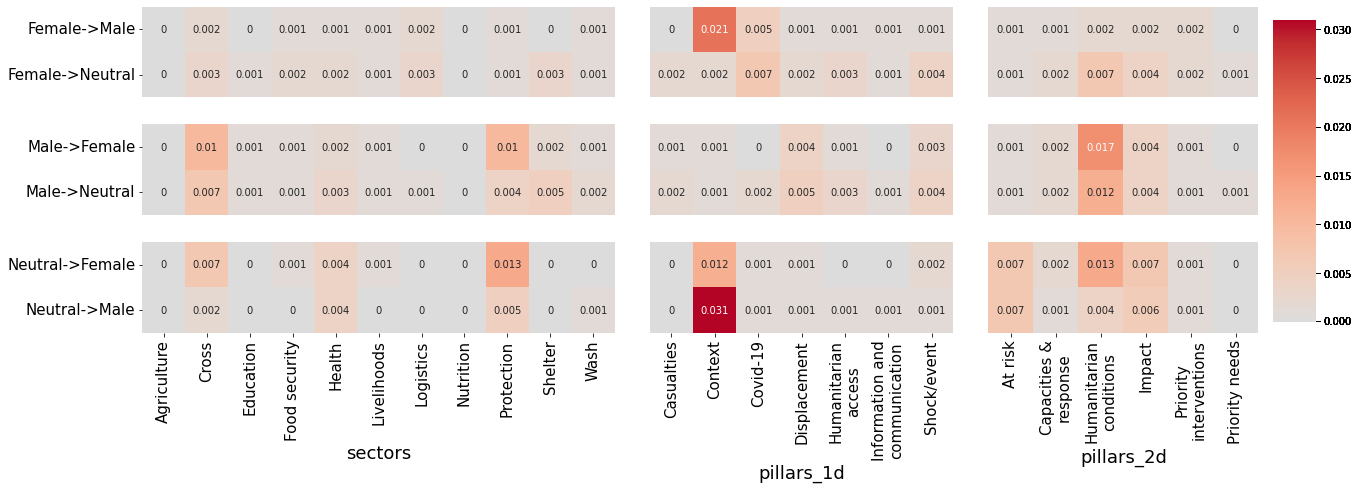 Female->Male 0 0.002 0 0.001 0.001 0.001 0.002 0 0.001 0 0.001 0 0.021 0.005 0.001 0.001 0.001 0.001 0.001 0.001 0.002 0.002 0.002 0 0.030
Female->Neutral 0 0.003 0.001 0.002 0.002 0.001 0.003 0 0.001 0.003 0.001 0.002 0.002 0.007 0.002 0.003 0.001 0.004 0.001 0.002 0.007 0.004 0.002 0.001 0.025
0.020
Male->Female 0 0.01 0.001 0.001 0.002 0.001 0 0 0.01 0.002 0.001 0.001 0.001 0 0.004 0.001 0 0.003 0.001 0.002 0.017 0.004 0.001 0 0.015
Male->Neutral 0 0.007 0.001 0.001 0.003 0.001 0.001 0 0.004 0.005 0.002 0.002 0.001 0.002 0.005 0.003 0.001 0.004 0.001 0.002 0.012 0.004 0.001 0.001
0.010
Neutral->Female 0 0.007 0 0.001 0.004 0.001 0 0 0.013 0 0 0 0.012 0.001 0.001 0 0 0.002 0.007 0.002 0.013 0.007 0.001 0 0.005
Neutral->Male 0 0.002 0 0 0.004 0 0 0 0.005 0 0.001 0 0.031 0.001 0.001 0.001 0.001 0.001 0.007 0.001 0.004 0.006 0.001 0 0.000
Agriculture
Cross
Education
Food security
Health
Livelihoods
Logistics
Nutrition
Protection
Shelter
Wash
sectors
Casualties
Context
Covid-19
Displacement
Humanitarian
access
Information and
communication
Shock/event
pillars_1d
At risk
Capacities &
response
Humanitarian
conditions
Impact
Priority
interventions
Priority needs
pillars_2d